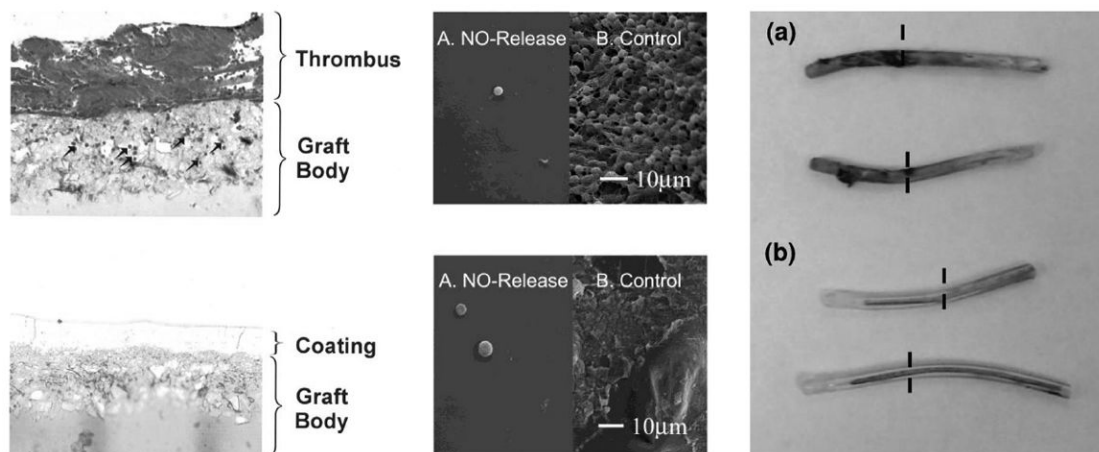 Thrombus
Graft
Body
Coating
Graft
Body
A. NO-Release
B. Control
10μm
A. NO-Release
B. Control
10μm
(a)
(b)